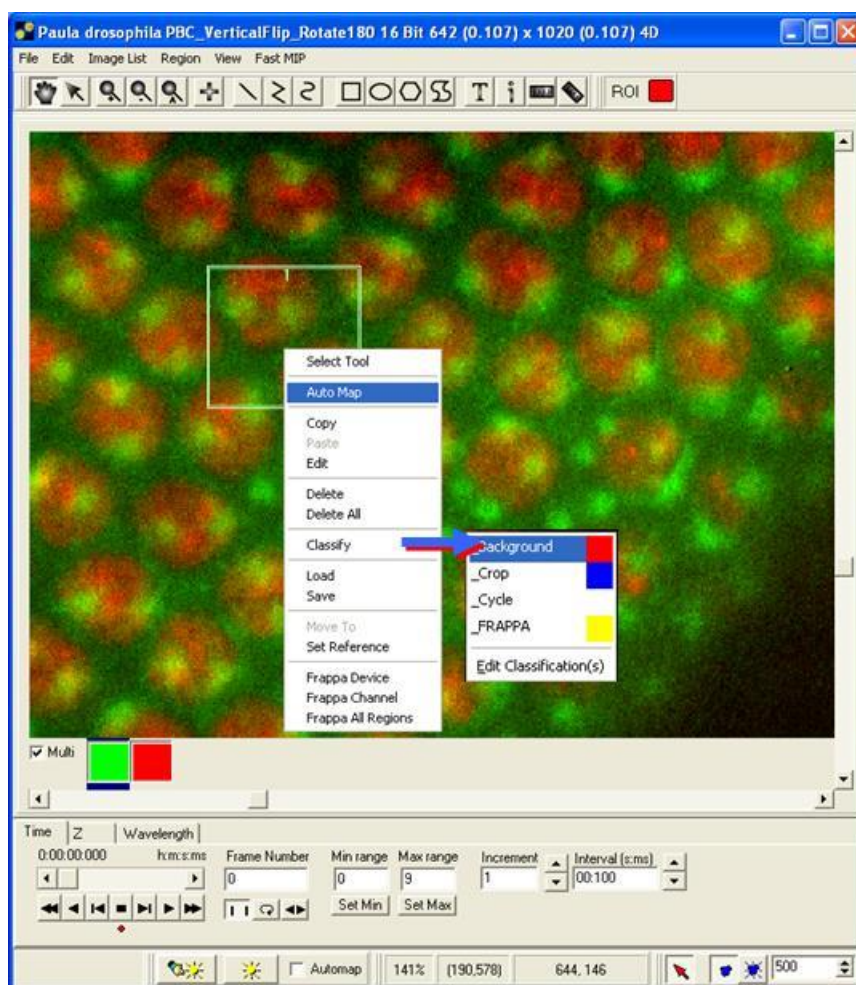 Paula drosophila PBC_VerticalFlip_Rotate180 16 Bit 642 (0.107) x 1020 (0.107) 4D
File Edit Image List Region View Fast MIP
T i ROI
Select Tool
Auto Map
Copy
Paste
Edit
Delete
Delete All
Classify
Load
Save
Move To
Set Reference
Frappa Device
Frappa Channel
Frappa All Regions
_Background
_Crop
_Cycle
_FRAPPA
Edit Classification(s)
Multi
Time Z Wavelength
0:00:00:000 h:m:s:ms Frame Number Min range Max range Increment Interval (s:ms)
0 0 9 1 00:100
Set Min Set Max
Automap 141% (190,578) 644, 146 500